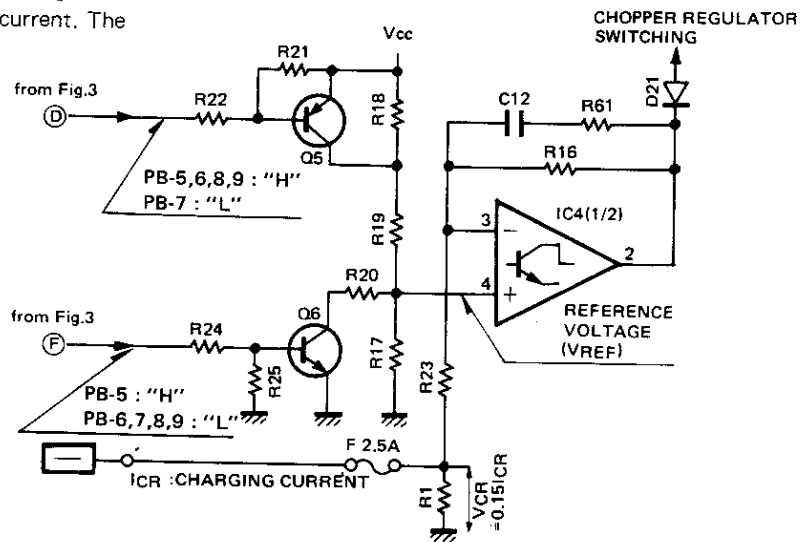 current. The
CHOPPER REGULATOR
SWITCHING
Vcc
R21
from Fig.3
D
R22
R18
Q5
C12
R61
D21
R16
PB-5,6,8,9 : "H"
PB-7 : "L"
R19
IC4(1/2)
3
−
2
4
+
R20
REFERENCE
VOLTAGE
(VREF)
from Fig.3
F
R24
Q6
R25
R17
R23
PB-5 : "H"
PB-6,7,8,9 : "L"
F 2.5A
−
ICR :CHARGING CURRENT
R1
VCR
=0.15ICR